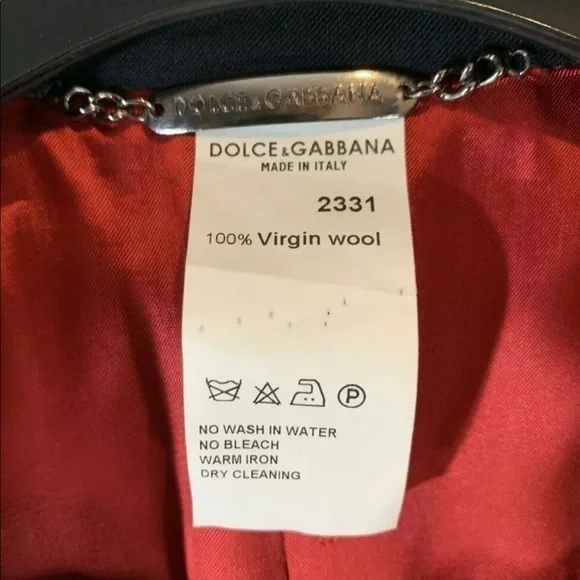 DOLCE&GABBANA
DOLCE&GABBANA
MADE IN ITALY
2331
100% Virgin wool
P
NO WASH IN WATER
NO BLEACH
WARM IRON
DRY CLEANING